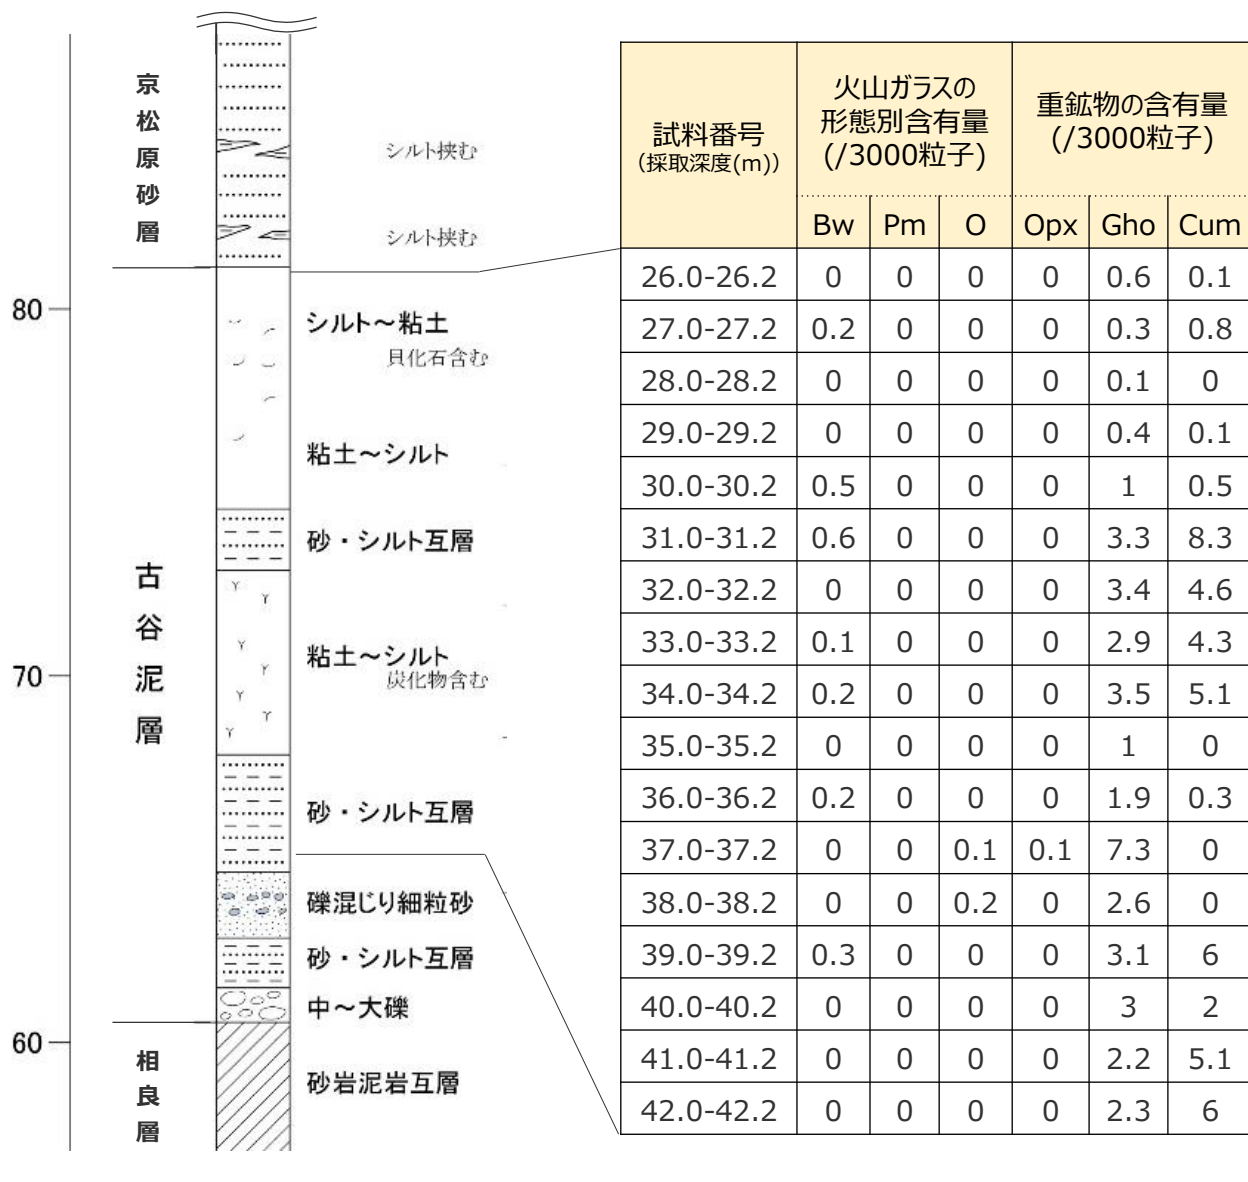 京松原砂層
シルト挟む
シルト挟む
80
シルト～粘土
貝化石含む
粘土～シルト
砂・シルト互層
古谷泥層
70
粘土～シルト
炭化物含む
砂・シルト互層
礫混じり細粒砂
砂・シルト互層
中～大礫
60
相良層
砂岩泥岩互層
試料番号
(採取深度(m))
火山ガラスの
形態別含有量
(/3000粒子)
重鉱物の含有量
(/3000粒子)
Bw Pm O Opx Gho Cum
26.0-26.2 0 0 0 0 0.6 0.1
27.0-27.2 0.2 0 0 0 0.3 0.8
28.0-28.2 0 0 0 0 0.1 0
29.0-29.2 0 0 0 0 0.4 0.1
30.0-30.2 0.5 0 0 0 1 0.5
31.0-31.2 0.6 0 0 0 3.3 8.3
32.0-32.2 0 0 0 0 3.4 4.6
33.0-33.2 0.1 0 0 0 2.9 4.3
34.0-34.2 0.2 0 0 0 3.5 5.1
35.0-35.2 0 0 0 0 1 0
36.0-36.2 0.2 0 0 0 1.9 0.3
37.0-37.2 0 0 0.1 0.1 7.3 0
38.0-38.2 0 0 0.2 0 2.6 0
39.0-39.2 0.3 0 0 0 3.1 6
40.0-40.2 0 0 0 0 3 2
41.0-41.2 0 0 0 0 2.2 5.1
42.0-42.2 0 0 0 0 2.3 6